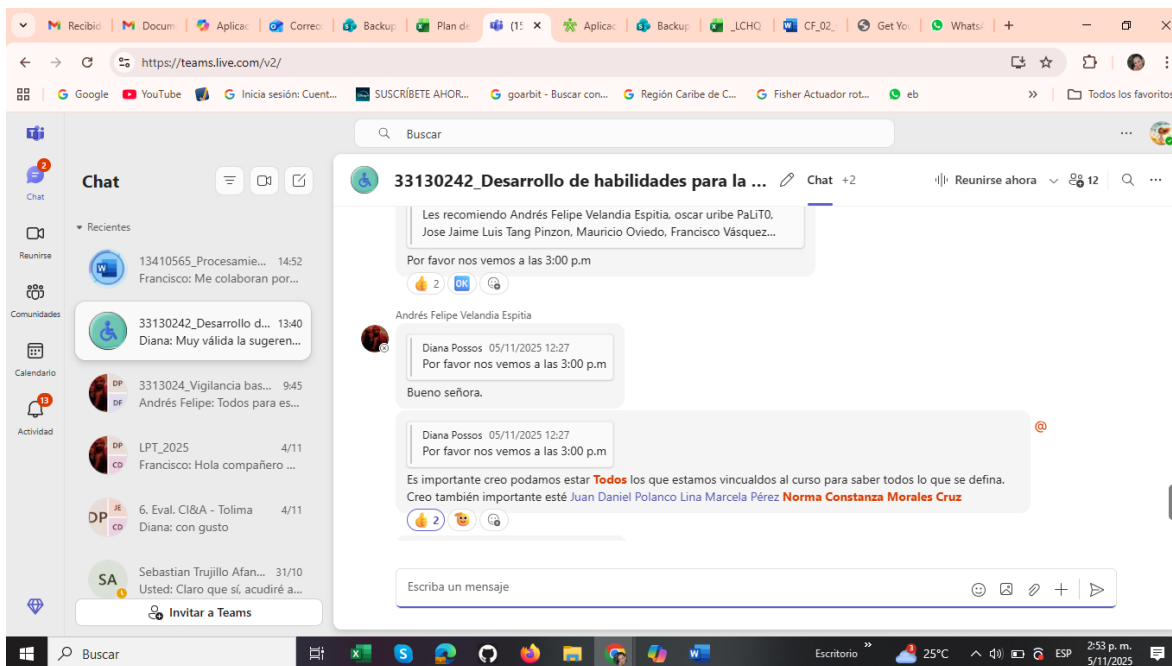 Recibid
Docum
Aplicac
Correo
Backup
Plan de
(15
Aplicac
Backup
_LCHQ
CF_02_
Get You
WhatsA
https://teams.live.com/v2/
Google
YouTube
Inicia sesión: Cuent...
SUSCRÍBETE AHOR...
goarbit - Buscar con...
Región Caribe de C...
Fisher Actuador rot...
eb
Todos los favoritos
Buscar
2
Chat
Reunirse
Comunidades
Calendario
13
Actividad
Chat
Recientes
13410565_Procesamie... 14:52
Francisco: Me colaboran por...
33130242_Desarrollo d... 13:40
Diana: Muy válida la sugeren...
DP
DF
3313024_Vigilancia bas... 9:45
Andrés Felipe: Todos para es...
DP
CD
LPT_2025 4/11
Francisco: Hola compañero ...
DP
JE
CD
6. Eval. CI&A - Tolima 4/11
Diana: con gusto
SA
Sebastian Trujillo Afan... 31/10
Usted: Claro que sí, acudiré a...
Invitar a Teams
33130242_Desarrollo de habilidades para la ...
Chat +2
Reunirse ahora
12
Les recomiendo Andrés Felipe Velandia Espitia, oscar uribe PaLiT0,
Jose Jaime Luis Tang Pinzon, Mauricio Oviedo, Francisco Vásquez...
Por favor nos vemos a las 3:00 p.m
2
OK
Andrés Felipe Velandia Espitia
Diana Possos 05/11/2025 12:27
Por favor nos vemos a las 3:00 p.m
Bueno señora.
@
Diana Possos 05/11/2025 12:27
Por favor nos vemos a las 3:00 p.m
Es importante creo podamos estar Todos los que estamos vincualdos al curso para saber todos lo que se defina.
Creo también importante esté Juan Daniel Polanco Lina Marcela Pérez Norma Constanza Morales Cruz
2
Escriba un mensaje
Buscar
Escritorio
25°C
ESP
2:53 p. m.
5/11/2025